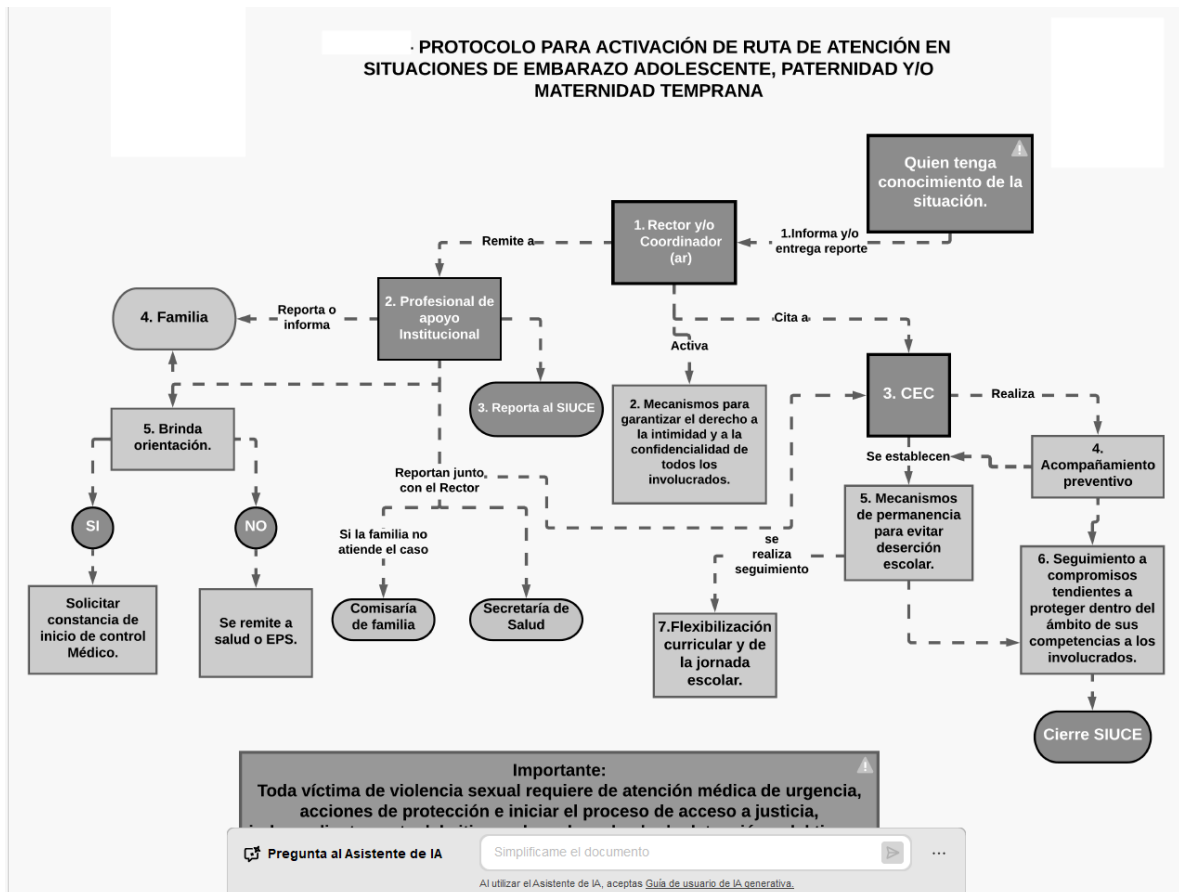 - PROTOCOLO PARA ACTIVACIÓN DE RUTA DE ATENCIÓN EN
SITUACIONES DE EMBARAZO ADOLESCENTE, PATERNIDAD Y/O
MATERNIDAD TEMPRANA
Quien tenga
conocimiento de la
situación.
1.Informa y/o
entrega reporte
1. Rector y/o
Coordinador
(ar)
Remite a
2. Profesional de
apoyo
Institucional
Reporta o
informa
4. Familia
Cita a
Activa
3. Reporta al SIUCE
2. Mecanismos para
garantizar el derecho a
la intimidad y a la
confidencialidad de
todos los
involucrados.
3. CEC
Realiza
4.
Acompañamiento
preventivo
Se establecen
5. Brinda
orientación.
Reportan junto
con el Rector
SI
NO
Si la familia no
atiende el caso
5. Mecanismos
de permanencia
para evitar
deserción
escolar.
se
realiza
seguimiento
6. Seguimiento a
compromisos
tendientes a
proteger dentro del
ámbito de sus
competencias a los
involucrados.
Solicitar
constancia de
inicio de control
Médico.
Se remite a
salud o EPS.
Comisaría
de familia
Secretaría de
Salud
7.Flexibilización
curricular y de
la jornada
escolar.
Cierre SIUCE
Importante:
Toda víctima de violencia sexual requiere de atención médica de urgencia,
acciones de protección e iniciar el proceso de acceso a justicia,
Pregunta al Asistente de IA
Simplificame el documento
Al utilizar el Asistente de IA, aceptas Guía de usuario de IA generativa.